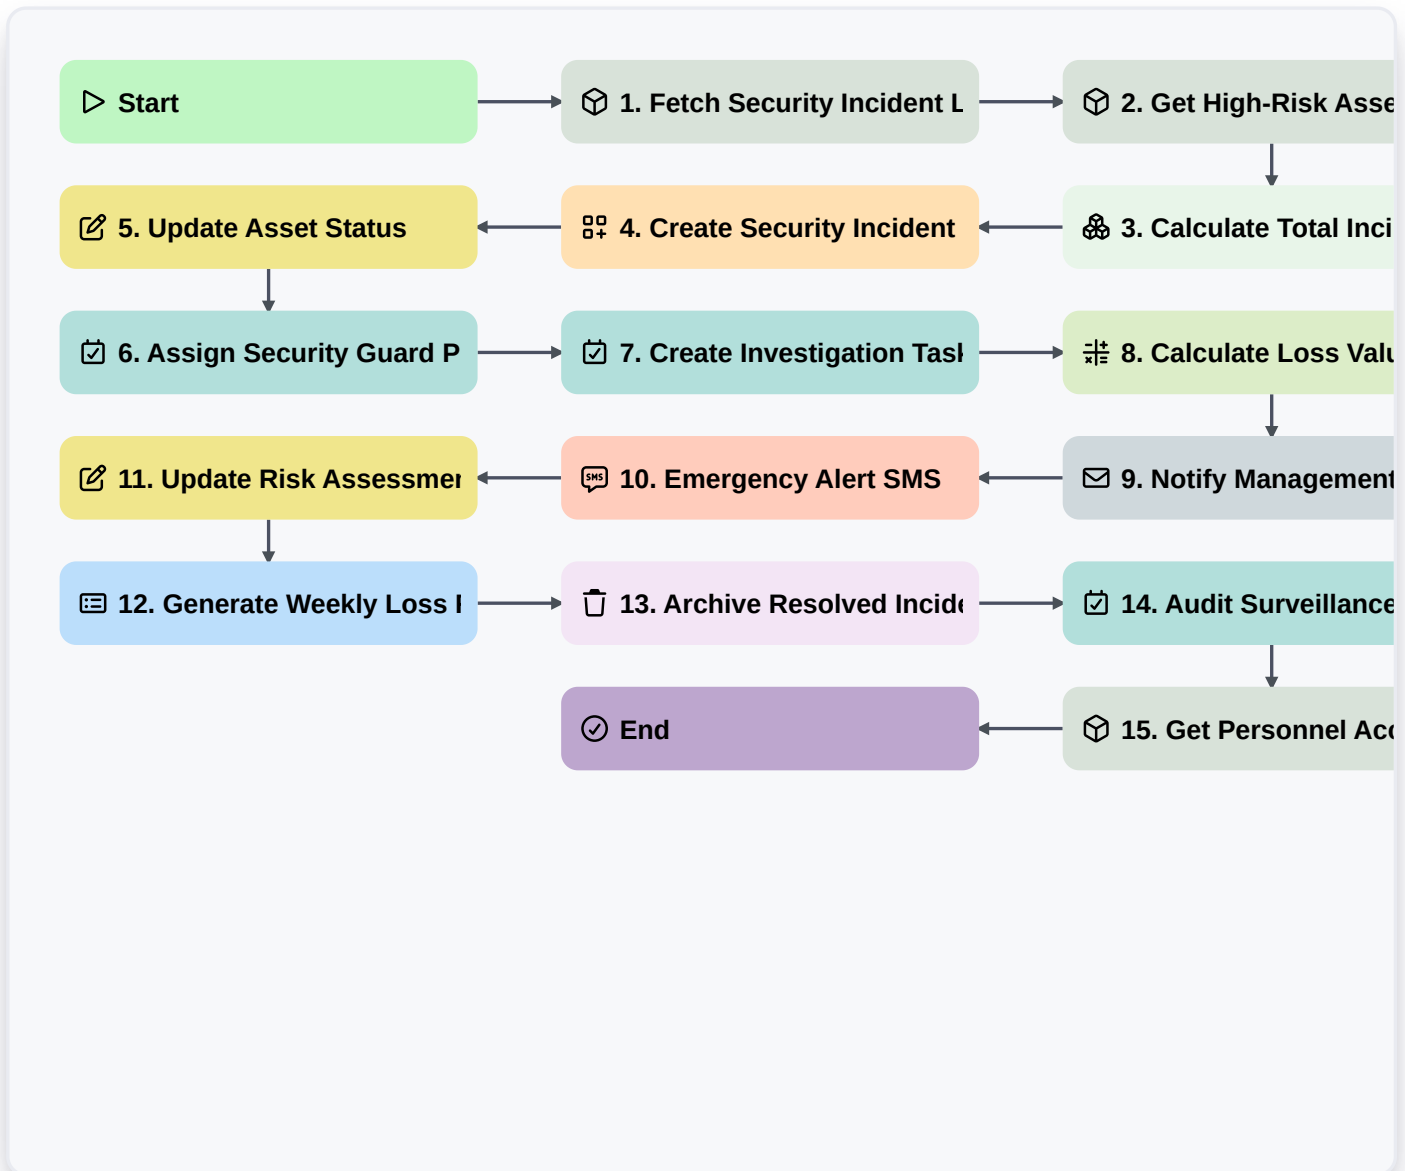 Start
1. Fetch Security Incident L
2. Get High-Risk Asse
5. Update Asset Status
4. Create Security Incident
3. Calculate Total Inci
6. Assign Security Guard P
7. Create Investigation Task
8. Calculate Loss Valu
11. Update Risk Assessmen
SMS
10. Emergency Alert SMS
9. Notify Management
12. Generate Weekly Loss
13. Archive Resolved Incide
14. Audit Surveillance
End
15. Get Personnel Acc